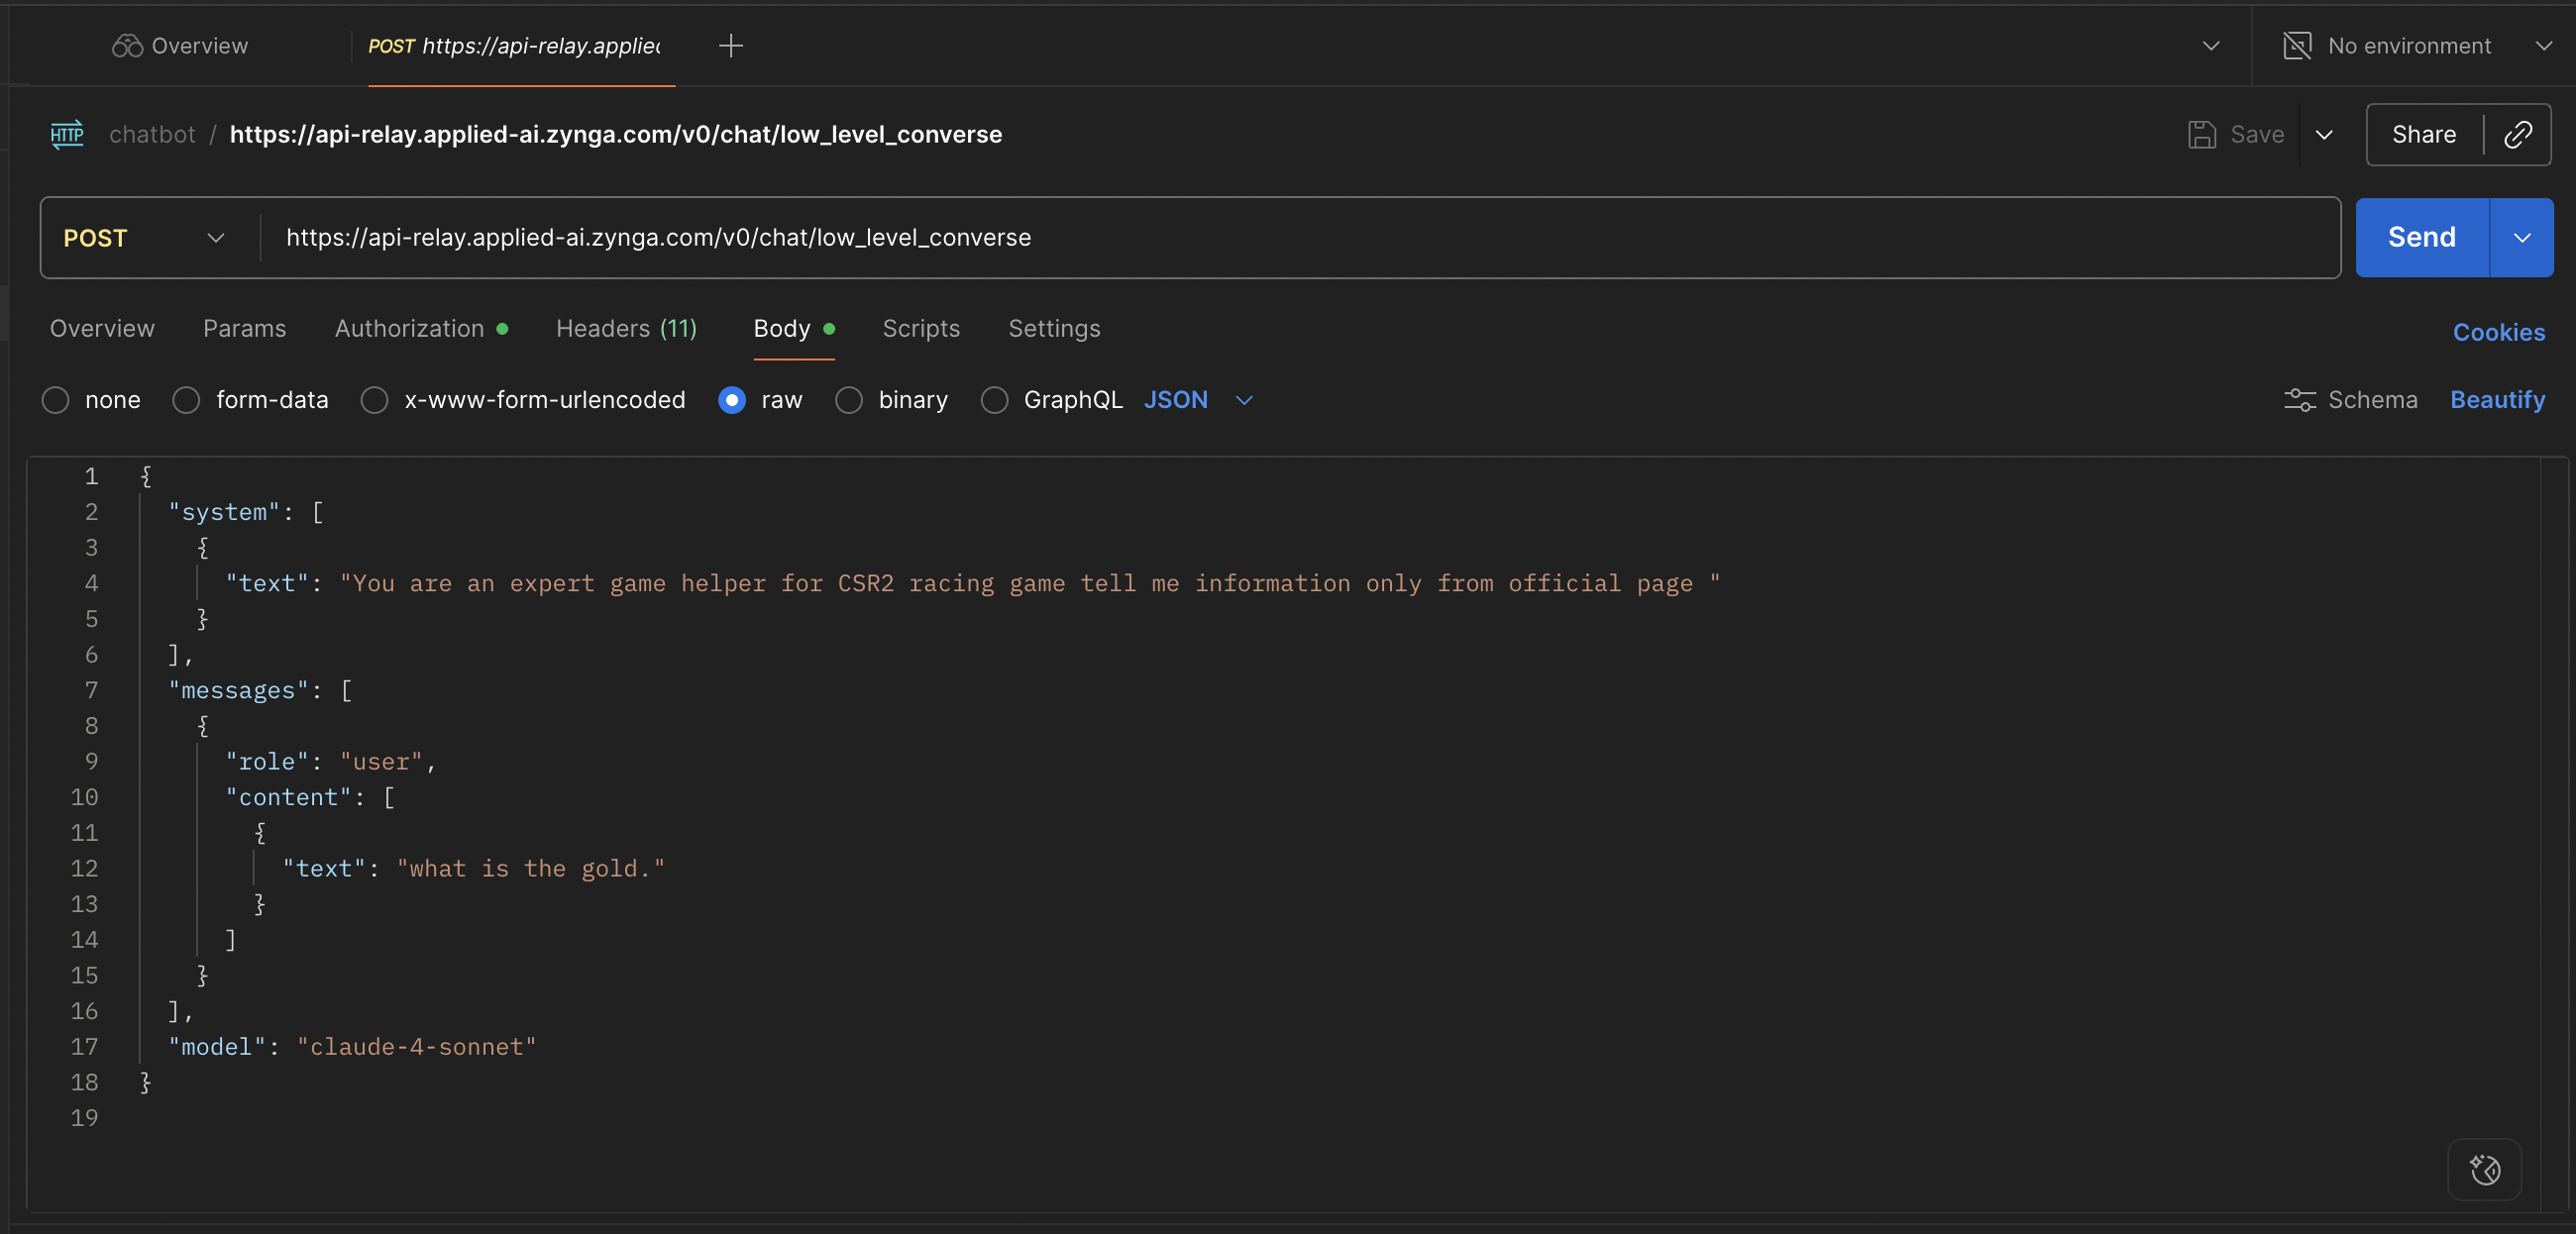 Overview
POST https://api-relay.applied
No environment
HTTP chatbot / https://api-relay.applied-ai.zynga.com/v0/chat/low_level_converse
Save
Share
POST https://api-relay.applied-ai.zynga.com/v0/chat/low_level_converse
Send
Overview Params Authorization Headers (11) Body Scripts Settings
Cookies
none form-data x-www-form-urlencoded raw binary GraphQL JSON
Schema Beautify
1 {
2 "system": [
3 {
4 "text": "You are an expert game helper for CSR2 racing game tell me information only from official page "
5 }
6 ],
7 "messages": [
8 {
9 "role": "user",
10 "content": [
11 {
12 "text": "what is the gold."
13 }
14 ]
15 }
16 ],
17 "model": "claude-4-sonnet"
18 }
19